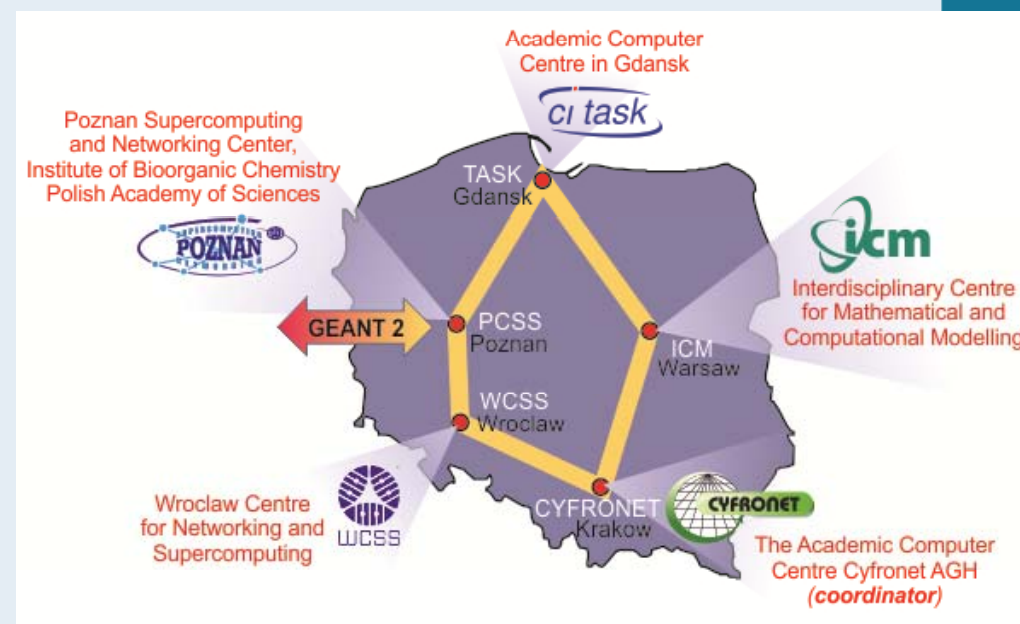 Academic Computer
Centre in Gdansk
ci task
Poznan Supercomputing
and Networking Center,
Institute of Bioorganic Chemistry
Polish Academy of Sciences
SUPERCOMPUTING
POZNAN
NETWORKING
TASK
Gdansk
icm
Interdisciplinary Centre
for Mathematical and
Computational Modelling
GEANT 2
PCSS
Poznan
ICM
Warsaw
WCSS
Wroclaw
Wroclaw Centre
for Networking and
Supercomputing
WCSS
CYFRONET
Krakow
CYFRONET
The Academic Computer
Centre Cyfronet AGH
(coordinator)